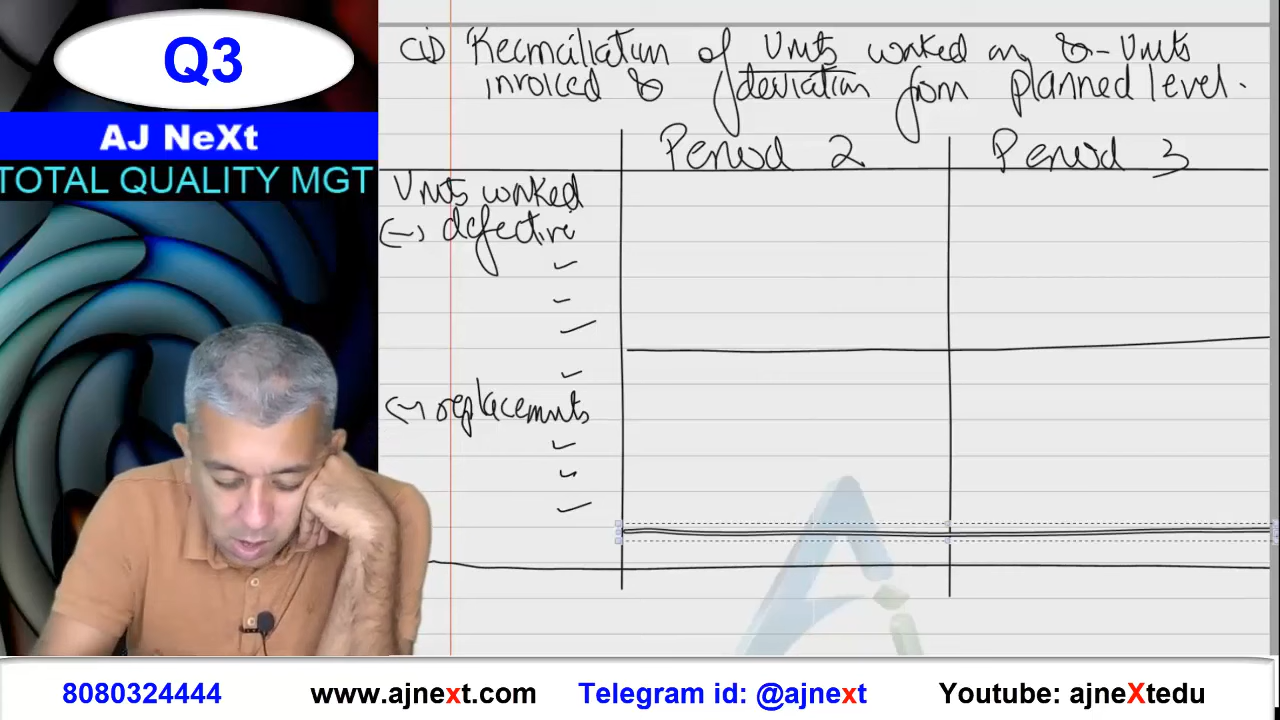 Q3
AJ NeXt
TOTAL QUALITY MGT
(i) Reconciliation of Units worked on & Units
invoiced & deviation from planned level.
Period 2 Period 3
Units worked
(-) defective
(-) replacements
8080324444 www.ajnext.com Telegram id: @ajnext Youtube: ajneXtedu